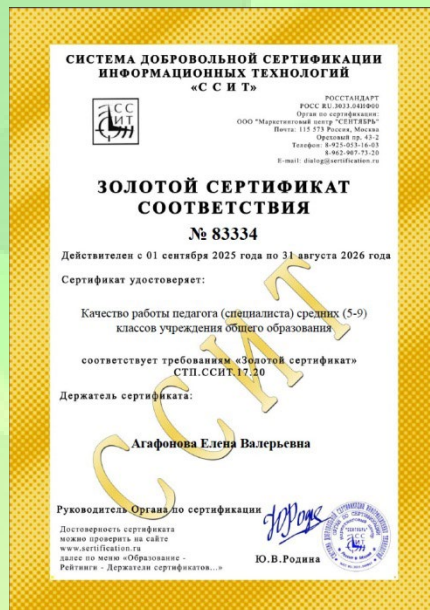 СИСТЕМА ДОБРОВОЛЬНОЙ СЕРТИФИКАЦИИ
ИНФОРМАЦИОННЫХ ТЕХНОЛОГИЙ
«С С И Т»
РОССТАНДАРТ
РОСС RU.З033.04ИФ00
Орган по сертификации:
ООО "Маркетинговый центр "СЕНТЯБРЬ"
Почта: 115 573 Россия, Москва
Ореховый пр. 43-2
Телефон: 8-925-053-16-03
8-962-907-73-20
E-mail: dialog@sertification.ru
ЗОЛОТОЙ СЕРТИФИКАТ
СООТВЕТСТВИЯ
№ 83334
Действителен с 01 сентября 2025 года по 31 августа 2026 года
Сертификат удостоверяет:
Качество работы педагога (специалиста) средних (5-9)
классов учреждения общего образования
соответствует требованиям «Золотой сертификат»
СТП.ССИТ.17.20
Держатель сертификата:
Агафонова Елена Валерьевна
ССИТ
Руководитель Органа по сертификации
Достоверность сертификата
можно проверить на сайте
www.sertification.ru
далее по меню «Образование -
Рейтинги - Держатели сертификатов...»
Ю.В.Родина